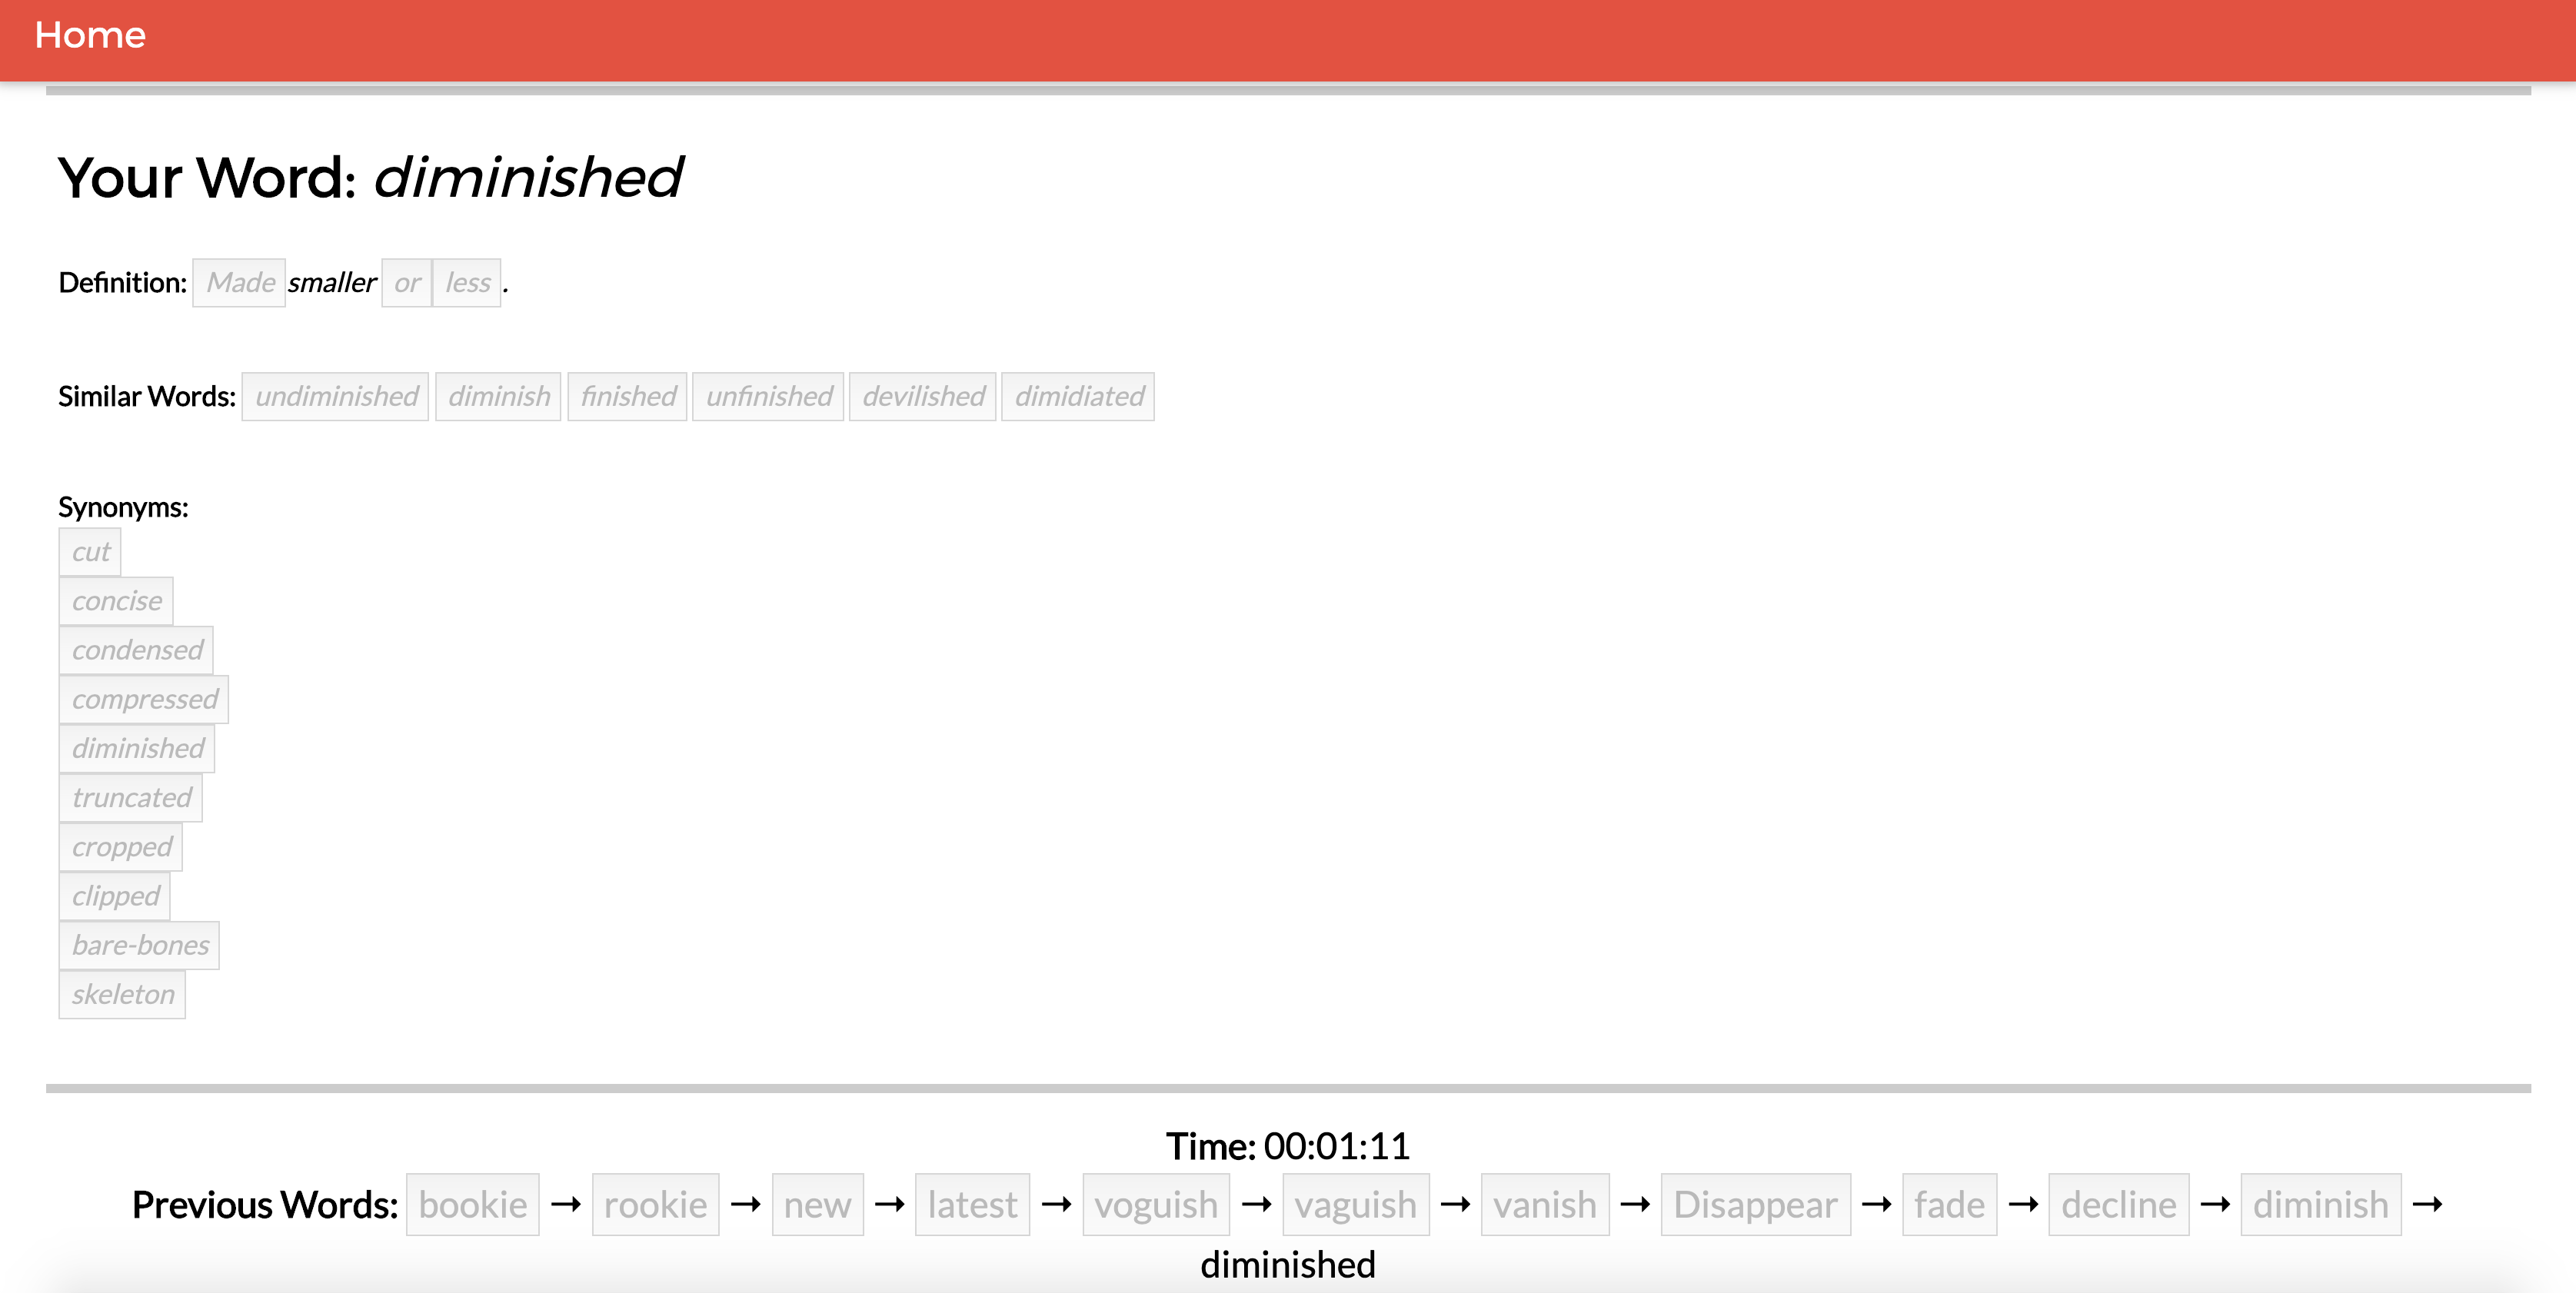 Home
Your Word: diminished
Definition: Made smaller or less.
Similar Words: undiminished diminish finished unfinished devilished dimidiated
Synonyms:
cut
concise
condensed
compressed
diminished
truncated
cropped
clipped
bare-bones
skeleton
Time: 00:01:11
Previous Words: bookie → rookie → new → latest → voguish → vaguish → vanish → Disappear → fade → decline → diminish →
diminished